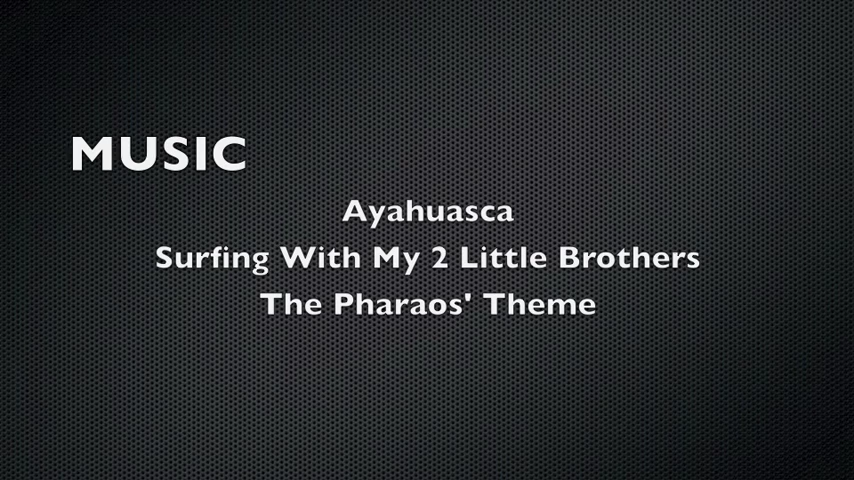 MUSIC
Ayahuasca
Surfing With My 2 Little Brothers
The Pharaos' Theme